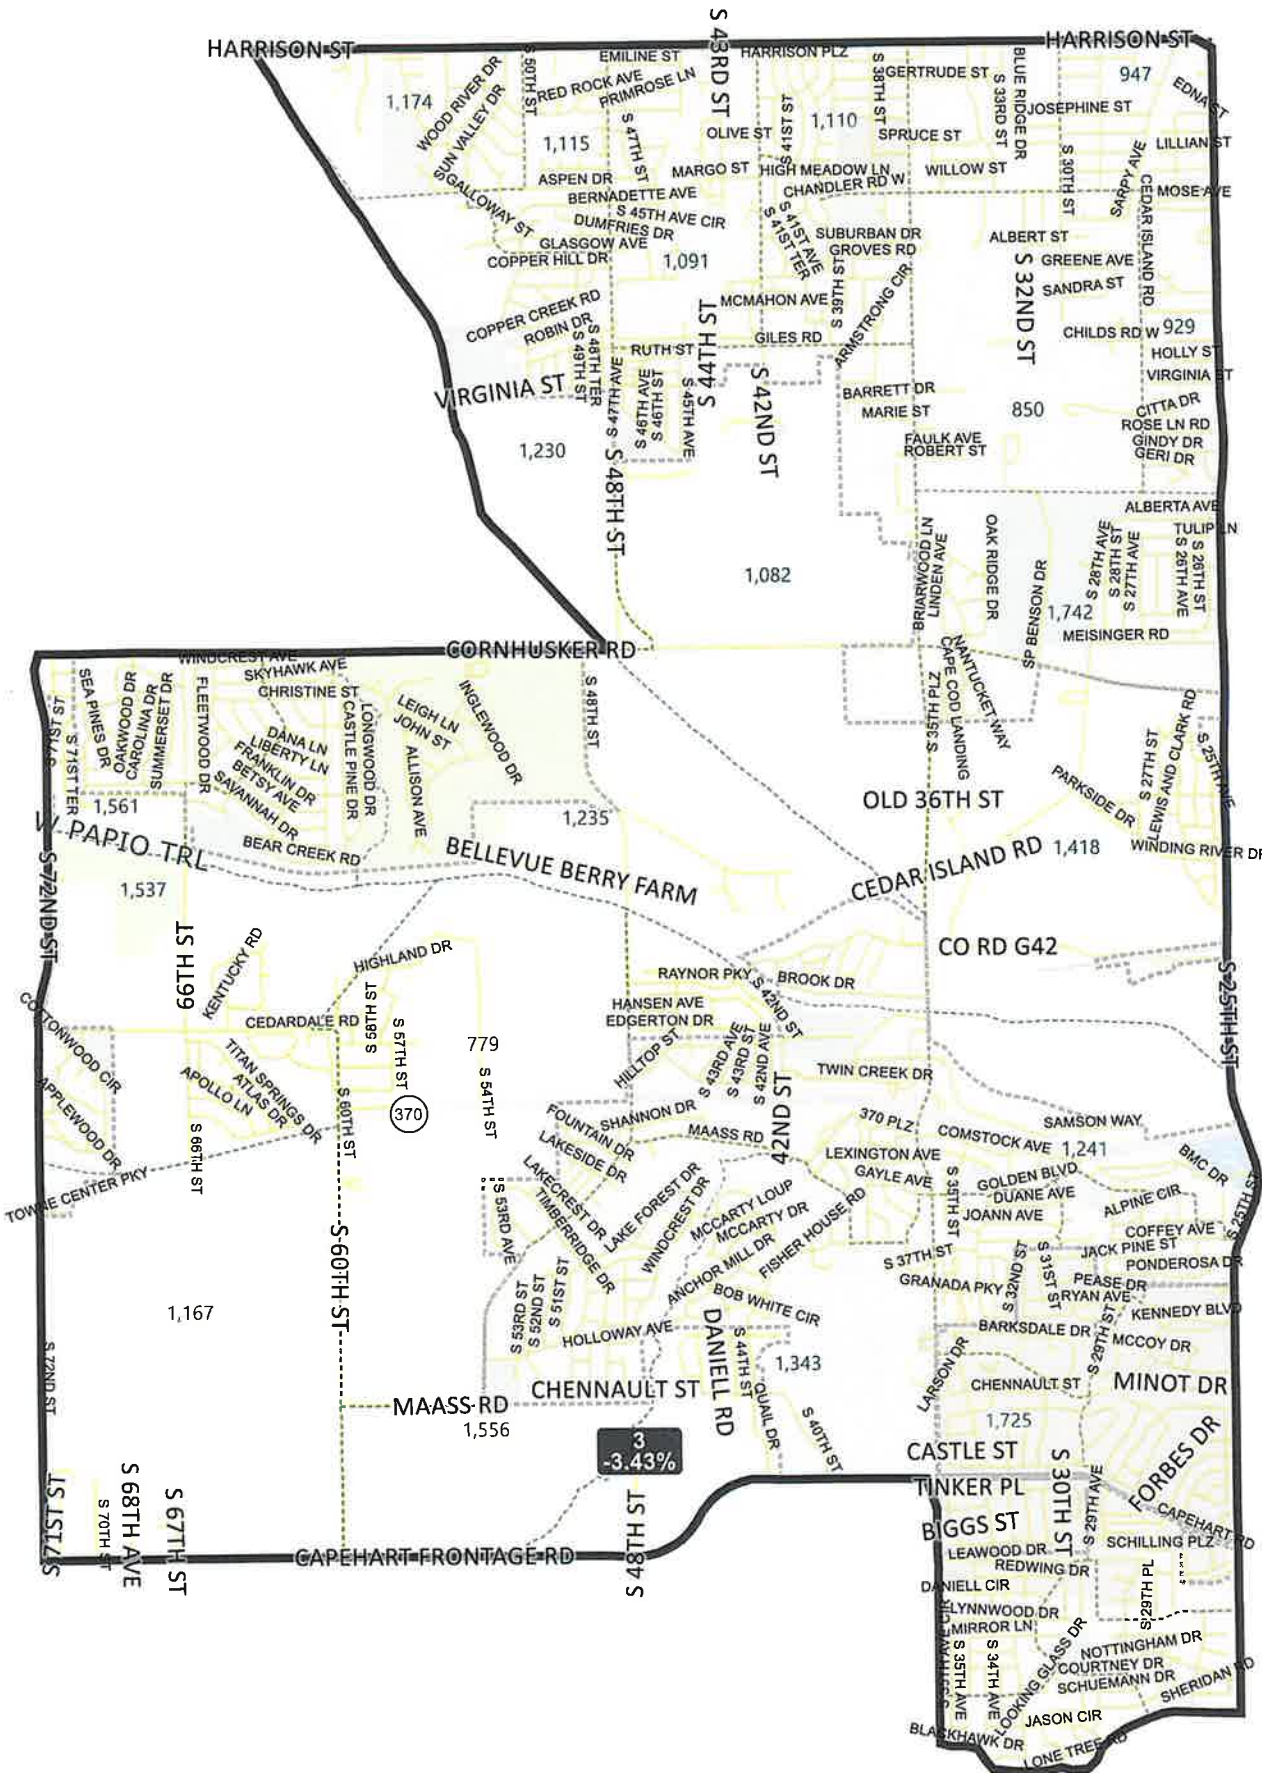 HARRISON ST
S 43RD ST
HARRISON ST
EMILINE ST
HARRISON PLZ
S 50TH ST
S 38TH ST
GERTRUDE ST
BLUE RIDGE DR
947
S 33RD ST
1,174
WOOD RIVER DR
SUN VALLEY DR
RED ROCK AVE
PRIMROSE LN
EDNA ST
JOSEPHINE ST
S 47TH ST
S 41ST ST
1,110
1,115
OLIVE ST
SPRUCE ST
LILLIAN ST
S 30TH ST
SARPY AVE
MARGO ST
HIGH MEADOW LN
WILLOW ST
ASPEN DR
CHANDLER RD W
MOSE AVE
CEDAR ISLAND RD
S GALLOWAY ST
BERNADETTE AVE
S 45TH AVE CIR
DUMFRIES DR
S 41ST AVE
S 41ST TER
SUBURBAN DR
GROVES RD
ALBERT ST
GLASGOW AVE
COPPER HILL DR
1,091
S 32ND ST
GREENE AVE
S 39TH ST
ARMSTRONG CIR
SANDRA ST
COPPER CREEK RD
ROBIN DR
MCMAHON AVE
S 44TH ST
929
CHILDS RD W
S 48TH TER
S 49TH ST
RUTH ST
GILES RD
HOLLY ST
VIRGINIA ST
VIRGINIA ST
S 47TH AVE
S 46TH AVE
S 46TH ST
S 45TH AVE
S 42ND ST
BARRETT DR
MARIE ST
850
CITTA DR
ROSE LN RD
GINDY DR
GERI DR
1,230
FAULK AVE
ROBERT ST
S 48TH ST
ALBERTA AVE
TULIP LN
BRIARWOOD LN
LINDEN AVE
OAK RIDGE DR
SP BENSON DR
S 28TH AVE
S 28TH ST
S 27TH AVE
S 26TH ST
S 26TH AVE
1,082
1,742
MEISINGER RD
CORNHUSKER RD
WINDCREST AVE
SKYHAWK AVE
CHRISTINE ST
SEA PINES DR
OAKWOOD DR
CAROLINA DR
SUMMERSET DR
FLEETWOOD DR
CASTLE PINE DR
LONGWOOD DR
LEIGH LN
JOHN ST
INGLEWOOD DR
S 48TH ST
S 35TH PLZ
CAPE COD LANDING
NANTUCKET WAY
S 71ST ST
S 71ST TER
DANA LN
LIBERTY LN
FRANKLIN DR
BETSY AVE
SAVANNAH DR
ALLISON AVE
S 27TH ST
LEWIS AND CLARK RD
S 25TH AVE
1,561
1,235
OLD 36TH ST
PARKSIDE DR
W PAPIO TRL
BEAR CREEK RD
BELLEVUE BERRY FARM
CEDAR ISLAND RD
1,418
WINDING RIVER DR
S 72ND ST
1,537
66TH ST
KENTUCKY RD
HIGHLAND DR
CO RD G42
S 25TH ST
RAYNOR PKY
BROOK DR
S 42ND ST
COTTONWOOD CIR
CEDARDALE RD
S 58TH ST
S 57TH ST
HANSEN AVE
EDGERTON DR
779
HILLTOP ST
S 43RD AVE
S 43RD ST
S 42ND AVE
42ND ST
TITAN SPRINGS DR
ATLAS DR
APOLLO LN
APPLEWOOD DR
TWIN CREEK DR
370
S 54TH ST
S 60TH ST
FOUNTAIN DR
SHANNON DR
MAASS RD
370 PLZ
COMSTOCK AVE
SAMSON WAY
1,241
S 66TH ST
LAKESIDE DR
LEXINGTON AVE
GAYLE AVE
S 35TH ST
GOLDEN BLVD
DUANE AVE
JOANN AVE
BMC DR
TOWNE CENTER PKY
S 53RD AVE
LAKECREST DR
TIMBERRIDGE DR
LAKE FOREST DR
WINDCREST DR
MCCARTY LOUP
MCCARTY DR
FISHER HOUSE RD
ALPINE CIR
S 25TH ST
COFFEY AVE
JACK PINE ST
PONDEROSA DR
S 60TH ST
ANCHOR MILL DR
S 37TH ST
S 32ND ST
S 31ST ST
GRANADA PKY
PEASE DR
RYAN AVE
BOB WHITE CIR
1,167
S 53RD ST
S 52ND ST
S 51ST ST
KENNEDY BLVD
HOLLOWAY AVE
DANIELL RD
S 44TH ST
BARKSDALE DR
S 29TH ST
MCCOY DR
S 72ND ST
1,343
QUAIL DR
LARSON DR
CHENNAULT ST
CHENNAULT ST
MINOT DR
MAASS RD
1,556
S 40TH ST
1,725
FORBES DR
3
-3.43%
CASTLE ST
S 30TH ST
TINKER PL
S 29TH AVE
S 71ST ST
S 70TH ST
S 68TH AVE
S 67TH ST
S 48TH ST
BIGGS ST
CAPEHART RD
LEAWOOD DR
SCHILLING PLZ
CAPEHART FRONTAGE RD
REDWING DR
DANIELL CIR
S 29TH PL
LYNNWOOD DR
MIRROR LN
S 35TH AVE
S 34TH AVE
LOOKING GLASS DR
NOTTINGHAM DR
COURTNEY DR
SCHUEMANN DR
SHERIDAN RD
JASON CIR
BLACKHAWK DR
LONE TREE RD